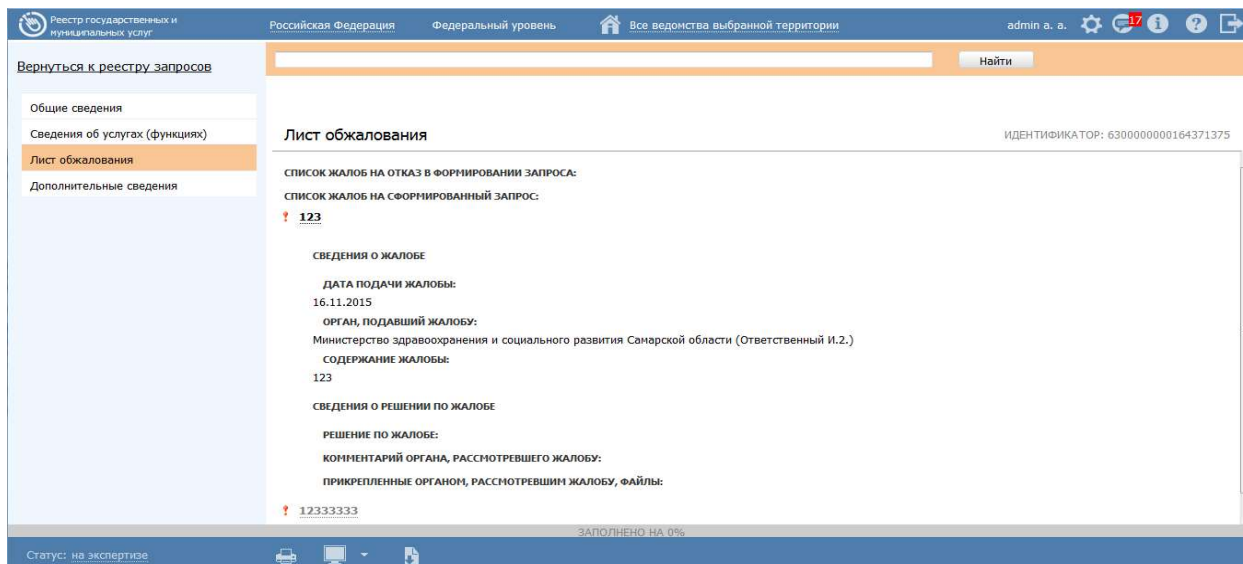 Реестр государственных и
муниципальных услуг
Российская Федерация
Федеральный уровень
Все ведомства выбранной территории
admin a. a.
17
Вернуться к реестру запросов
Найти
Общие сведения
Сведения об услугах (функциях)
Лист обжалования
Дополнительные сведения
Лист обжалования
ИДЕНТИФИКАТОР: 6300000000164371375
СПИСОК ЖАЛОБ НА ОТКАЗ В ФОРМИРОВАНИИ ЗАПРОСА:
СПИСОК ЖАЛОБ НА СФОРМИРОВАННЫЙ ЗАПРОС:
! 123
СВЕДЕНИЯ О ЖАЛОБЕ
ДАТА ПОДАЧИ ЖАЛОБЫ:
16.11.2015
ОРГАН, ПОДАВШИЙ ЖАЛОБУ:
Министерство здравоохранения и социального развития Самарской области (Ответственный И.2.)
СОДЕРЖАНИЕ ЖАЛОБЫ:
123
СВЕДЕНИЯ О РЕШЕНИИ ПО ЖАЛОБЕ
РЕШЕНИЕ ПО ЖАЛОБЕ:
КОММЕНТАРИЙ ОРГАНА, РАССМОТРЕВШЕГО ЖАЛОБУ:
ПРИКРЕПЛЕННЫЕ ОРГАНОМ, РАССМОТРЕВШИМ ЖАЛОБУ, ФАЙЛЫ:
! 12333333
ЗАПОЛНЕНО НА 0%
Статус: на экспертизе